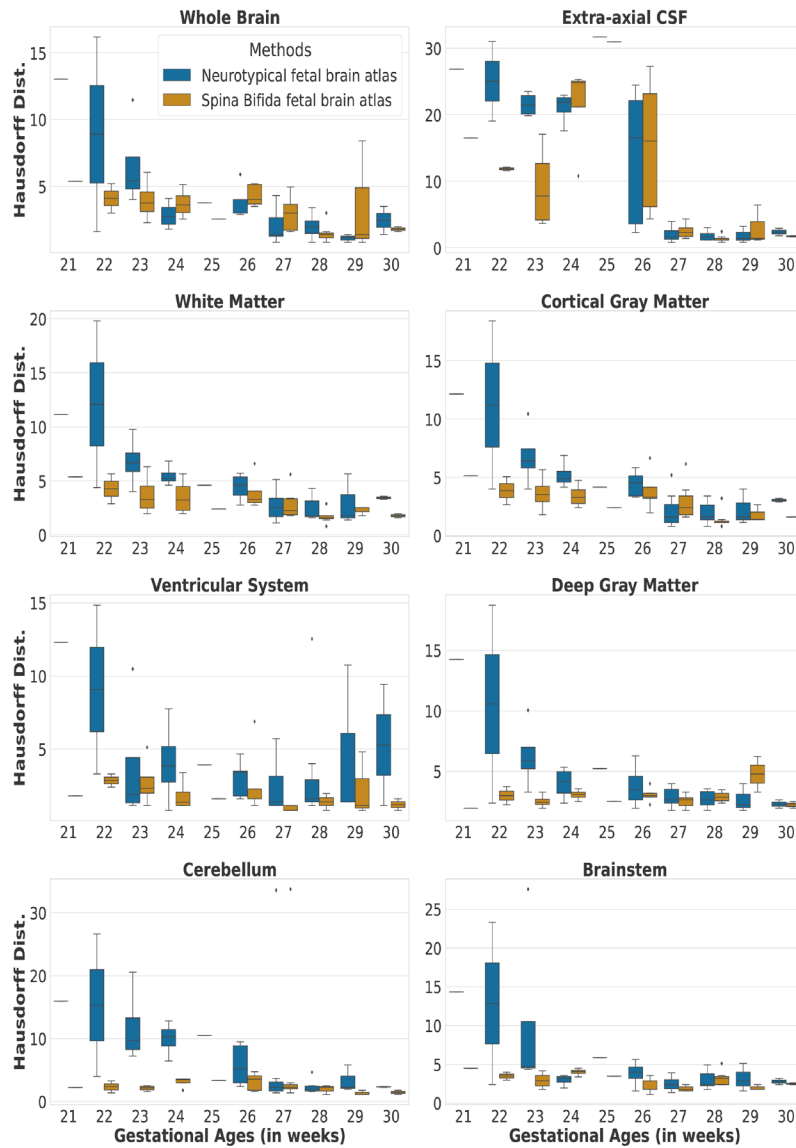 Whole Brain
Extra-axial CSF
Hausdorff Dist.
15
10
5
Methods
Neurotypical fetal brain atlas
Spina Bifida fetal brain atlas
30
20
10
0
21 22 23 24 25 26 27 28 29 30
21 22 23 24 25 26 27 28 29 30
White Matter
Cortical Gray Matter
Hausdorff Dist.
20
15
10
5
0
15
10
5
0
21 22 23 24 25 26 27 28 29 30
21 22 23 24 25 26 27 28 29 30
Ventricular System
Deep Gray Matter
Hausdorff Dist.
15
10
5
15
10
5
21 22 23 24 25 26 27 28 29 30
21 22 23 24 25 26 27 28 29 30
Cerebellum
Brainstem
Hausdorff Dist.
30
20
10
0
25
20
15
10
5
0
21 22 23 24 25 26 27 28 29 30
21 22 23 24 25 26 27 28 29 30
Gestational Ages (in weeks)
Gestational Ages (in weeks)